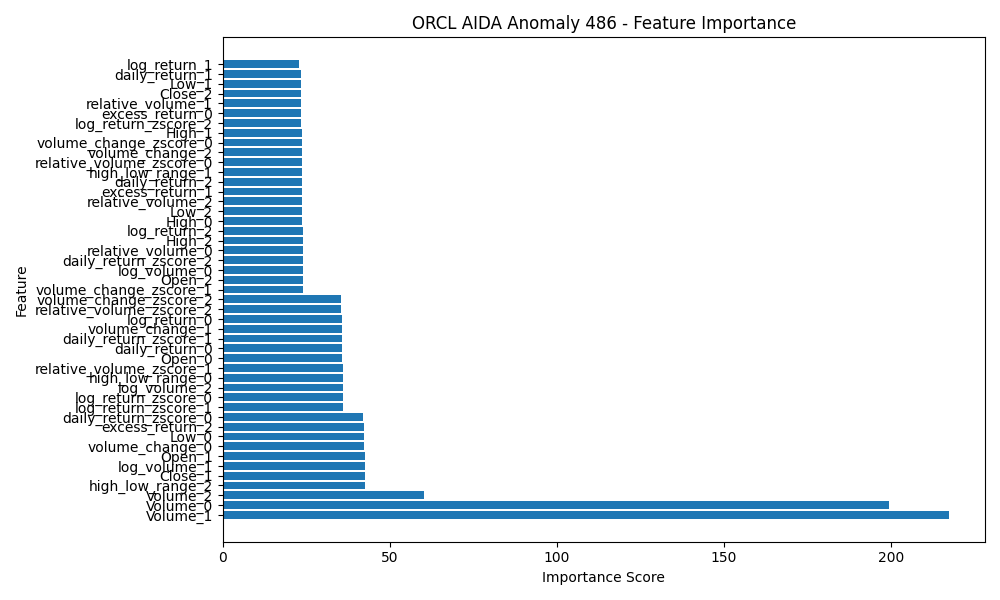 ORCL AIDA Anomaly 486 - Feature Importance
log_return_1
daily_return_1
Low_1
Close_2
relative_volume_1
excess_return_0
log_return_zscore_2
High_1
volume_change_zscore_0
volume_change_2
relative_volume_zscore_0
high_low_range_1
daily_return_2
excess_return_1
relative_volume_2
Low_2
High_0
log_return_2
High_2
relative_volume_0
daily_return_zscore_2
log_volume_0
Open_2
volume_change_zscore_1
volume_change_zscore_2
relative_volume_zscore_2
log_return_0
volume_change_1
daily_return_zscore_1
daily_return_0
Open_0
relative_volume_zscore_1
high_low_range_0
log_volume_2
log_return_zscore_0
log_return_zscore_1
daily_return_zscore_0
excess_return_2
Low_0
volume_change_0
Open_1
log_volume_1
Close_1
high_low_range_2
Volume_2
Volume_0
Volume_1
Feature
0 50 100 150 200
Importance Score